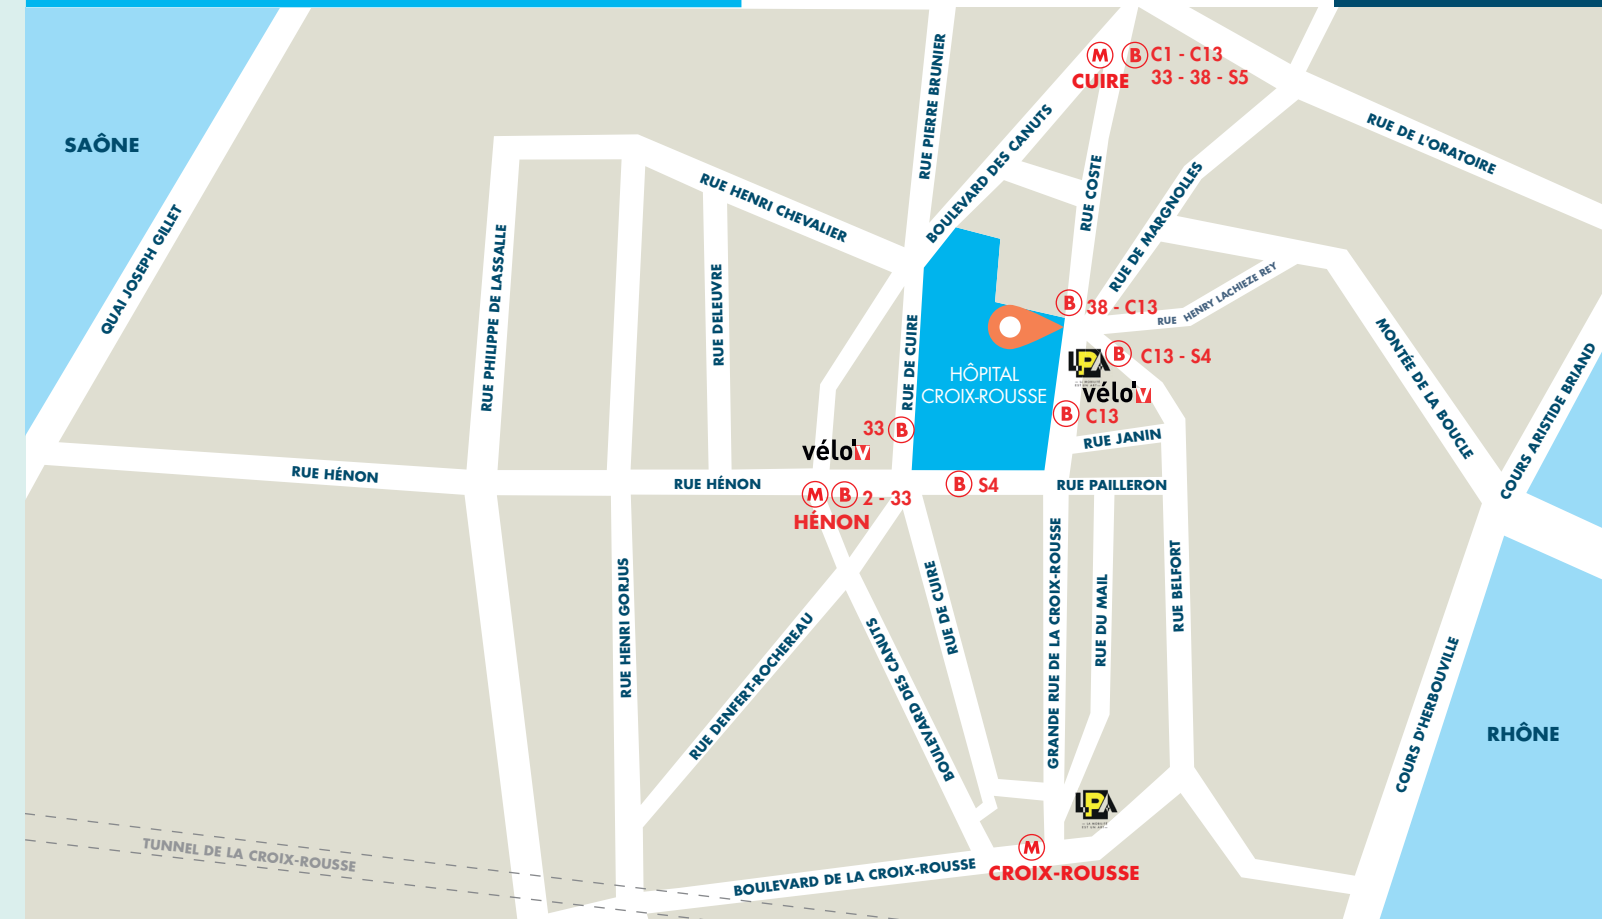 M B C1 - C13
CUIRE 33 - 38 - S5
SAÔNE
QUAI JOSEPH GILLET
RUE PHILIPPE DE LASSALLE
RUE HENRI CHEVALIER
RUE DELEUVRE
RUE PIERRE BRUNIER
BOULEVARD DES CANUTS
RUE COSTE
RUE DE MARGNOLLES
RUE DE L'ORATOIRE
RUE HENRY LACHIEZE REY
B 38 - C13
B C13 - S4
LPA
vélo'v
B C13
HÔPITAL
CROIX-ROUSSE
RUE DE CUIRE
33 B
vélo'v
RUE JANIN
MONTÉE DE LA BOUCLE
COURS ARISTIDE BRIAND
RUE HÉNON
RUE HÉNON
B S4
RUE PAILLERON
M B 2 - 33
HÉNON
RUE HENRI GORJUS
RUE DENFERT-ROCHEREAU
BOULEVARD DES CANUTS
RUE DE CUIRE
GRANDE RUE DE LA CROIX-ROUSSE
RUE DU MAIL
RUE BELFORT
COURS D'HERBOUVILLE
RHÔNE
LPA
M
CROIX-ROUSSE
BOULEVARD DE LA CROIX-ROUSSE
TUNNEL DE LA CROIX-ROUSSE